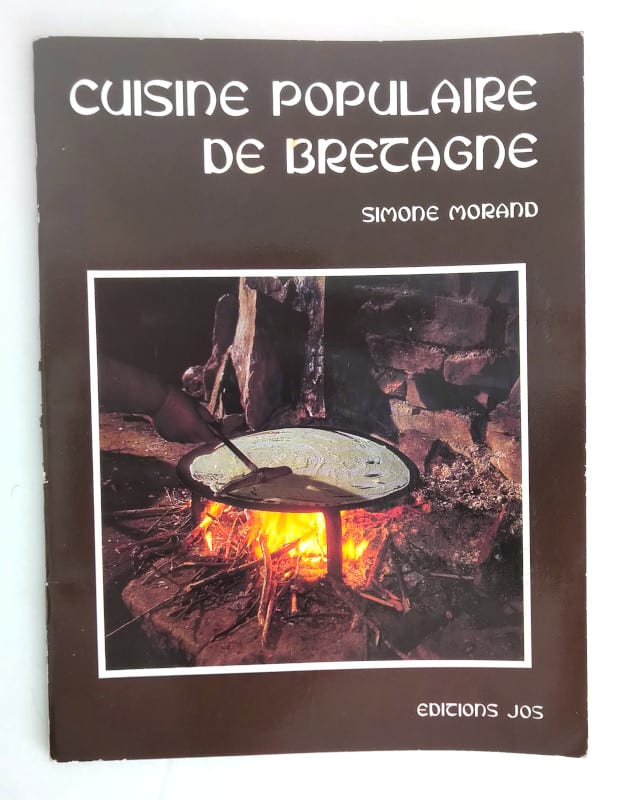 CUISINE POPULAIRE
DE BRETAGNE
SIMONE MORAND
EDITIONS JOS